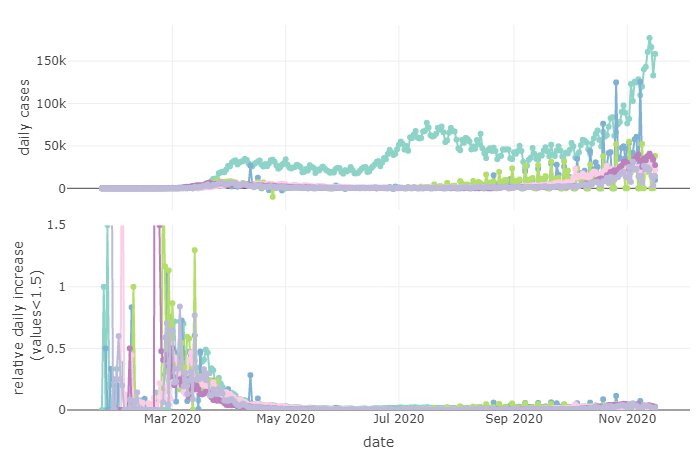 daily cases
150k
100k
50k
0
relative daily increase
(values<1.5)
1.5
1
0.5
0
Mar 2020
May 2020
Jul 2020
Sep 2020
Nov 2020
date